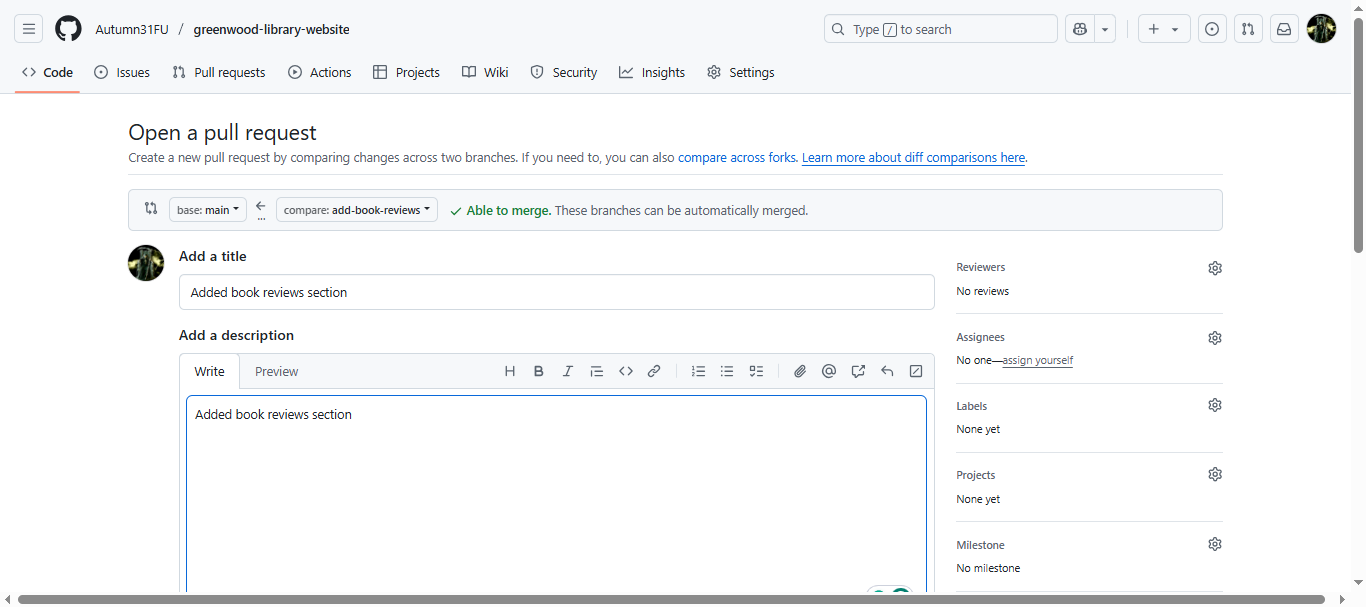 Autumn31FU / greenwood-library-website
Type / to search
Code Issues Pull requests Actions Projects Wiki Security Insights Settings
Open a pull request
Create a new pull request by comparing changes across two branches. If you need to, you can also compare across forks. Learn more about diff comparisons here.
base: main
...
compare: add-book-reviews
Able to merge. These branches can be automatically merged.
Add a title
Added book reviews section
Add a description
Write Preview
Added book reviews section
Reviewers
No reviews
Assignees
No one—assign yourself
Labels
None yet
Projects
None yet
Milestone
No milestone